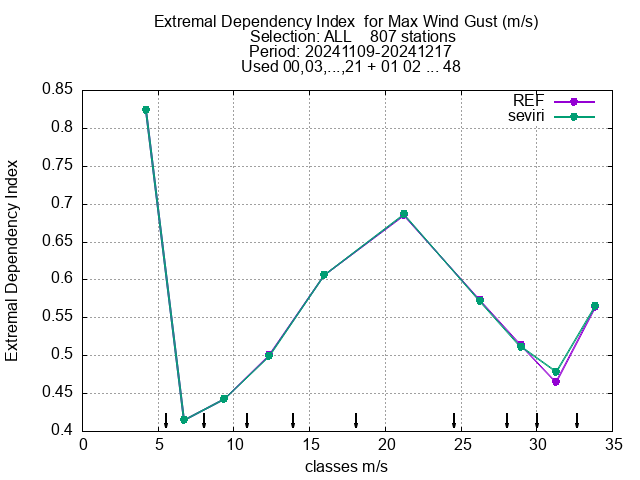 Extremal Dependency Index  for Max Wind Gust (m/s)
Selection: ALL    807 stations
Period: 20241109-20241217
Used 00,03,...,21 + 01 02 ... 48
REF
seviri
Extremal Dependency Index
0.85
0.8
0.75
0.7
0.65
0.6
0.55
0.5
0.45
0.4
0 5 10 15 20 25 30 35
classes m/s